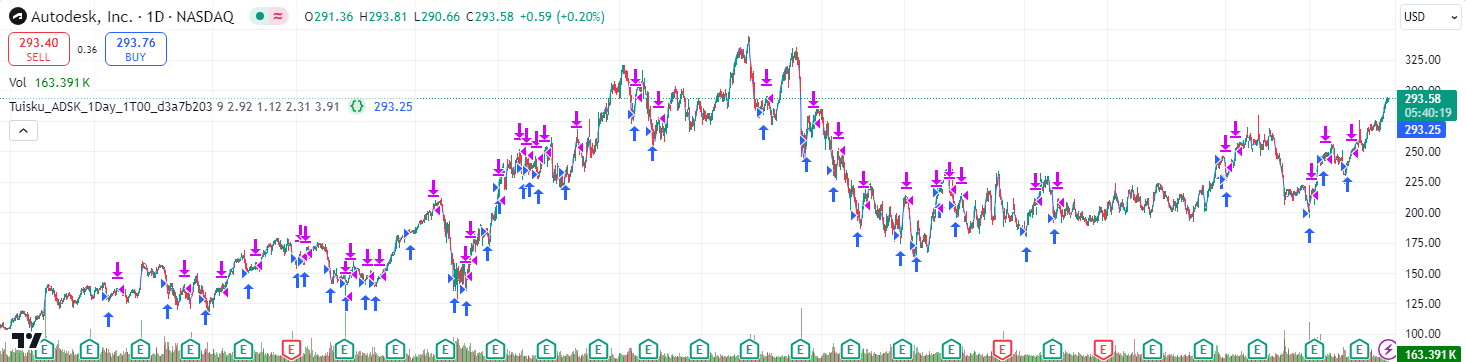 Autodesk, Inc. · 1D · NASDAQ O291.36 H293.81 L290.66 C293.58 +0.59 (+0.20%) USD
293.40 0.36 293.76
SELL BUY
Vol 163.391 K
Tuisku_ADSK_1Day_1T00_d3a7b203 9 2.92 1.12 2.31 3.91 {} 293.25
325.00
300.00
293.58
05:40:19
293.25
250.00
225.00
200.00
175.00
150.00
125.00
100.00
E E E E E E E E E E E E E E E E E E E E E E E E E E E
163.391 K